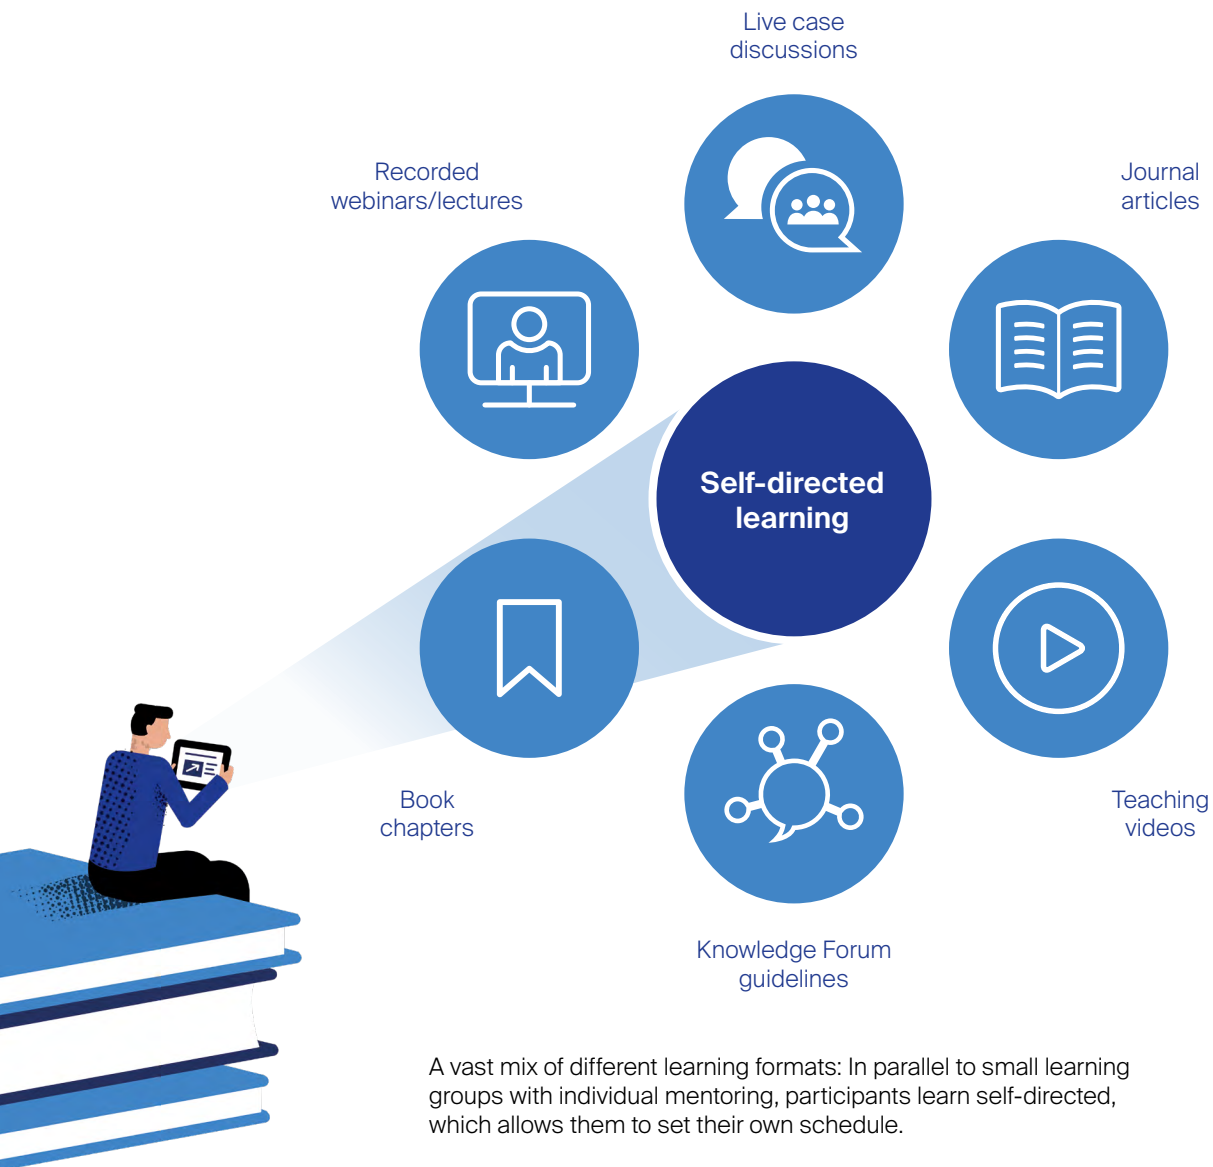 Live case
discussions
Recorded
webinars/lectures
Journal
articles
Self-directed
learning
Book
chapters
Teaching
videos
Knowledge Forum
guidelines
A vast mix of different learning formats: In parallel to small learning
groups with individual mentoring, participants learn self-directed,
which allows them to set their own schedule.